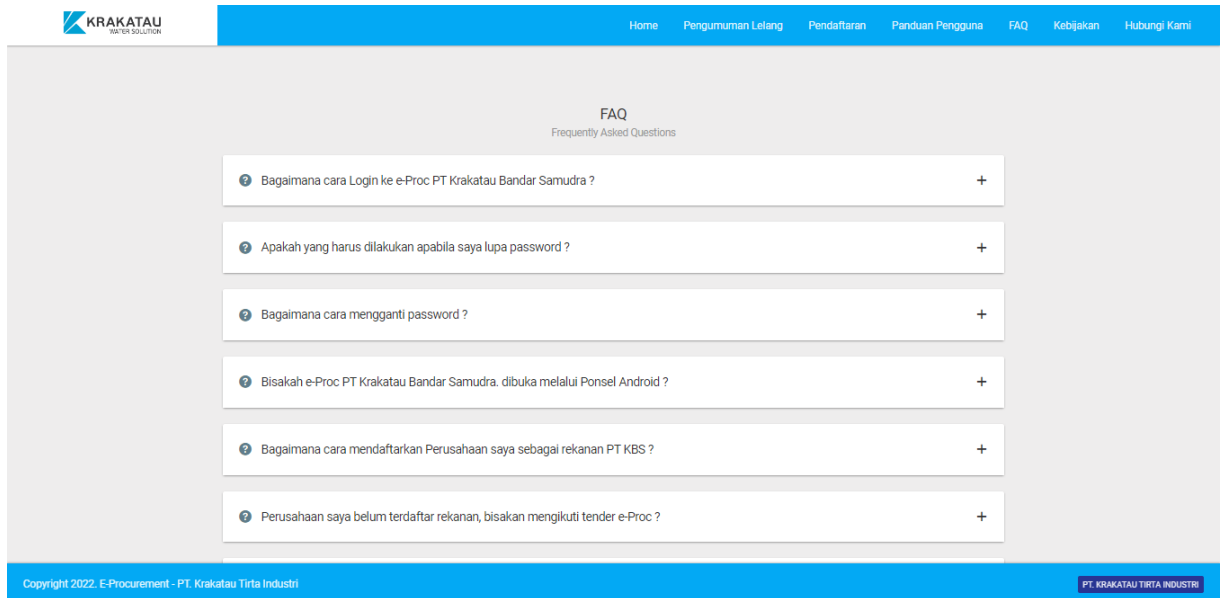 KRAKATAU
WATER SOLUTION
Home Pengumuman Lelang Pendaftaran Panduan Pengguna FAQ Kebijakan Hubungi Kami
FAQ
Frequently Asked Questions
Bagaimana cara Login ke e-Proc PT Krakatau Bandar Samudra ?
Apakah yang harus dilakukan apabila saya lupa password ?
Bagaimana cara mengganti password ?
Bisakah e-Proc PT Krakatau Bandar Samudra. dibuka melalui Ponsel Android ?
Bagaimana cara mendaftarkan Perusahaan saya sebagai rekanan PT KBS ?
Perusahaan saya belum terdaftar rekanan, bisakan mengikuti tender e-Proc ?
Copyright 2022. E-Procurement - PT. Krakatau Tirta Industri
PT. KRAKATAU TIRTA INDUSTRI